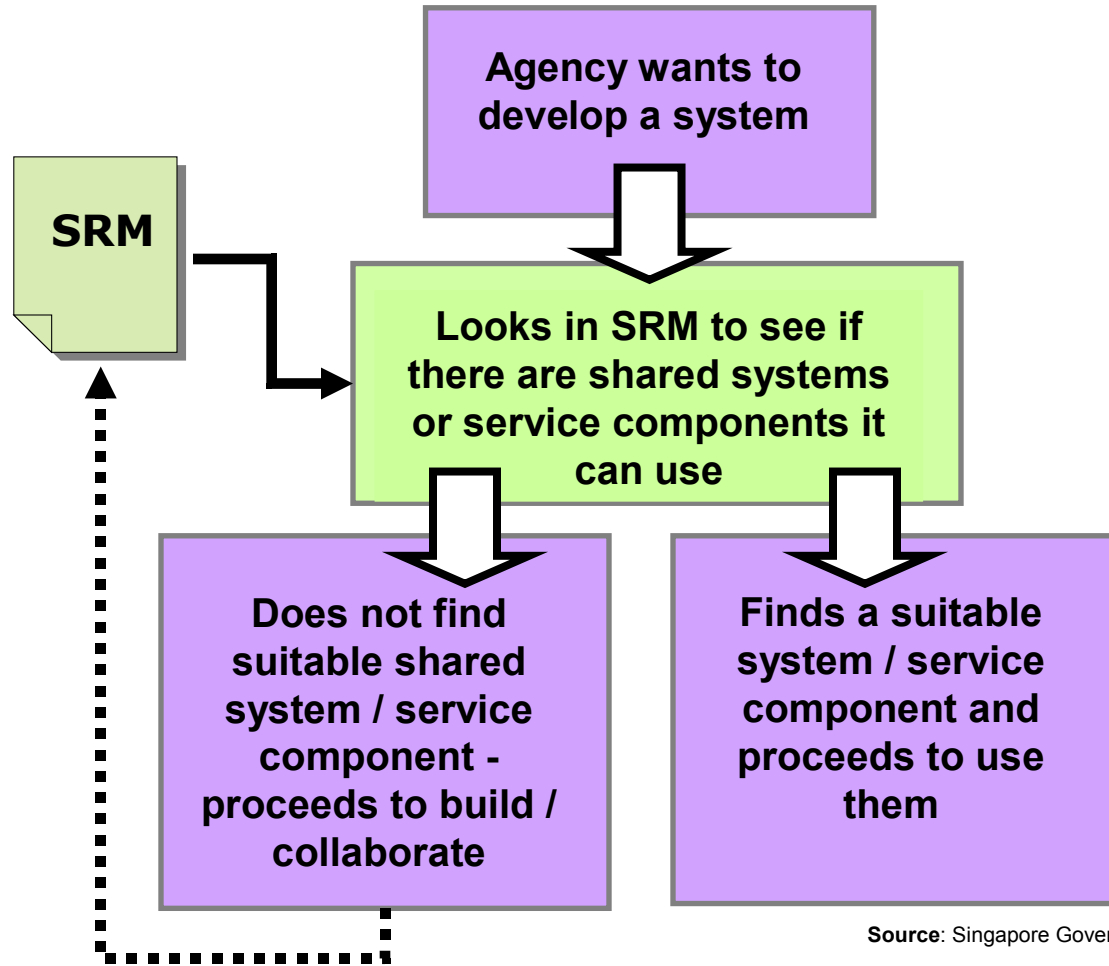 Agency wants to
develop a system
SRM
Looks in SRM to see if
there are shared systems
or service components it
can use
Does not find
suitable shared
system / service
component -
proceeds to build /
collaborate
Finds a suitable
system / service
component and
proceeds to use
them
Source: Singapore